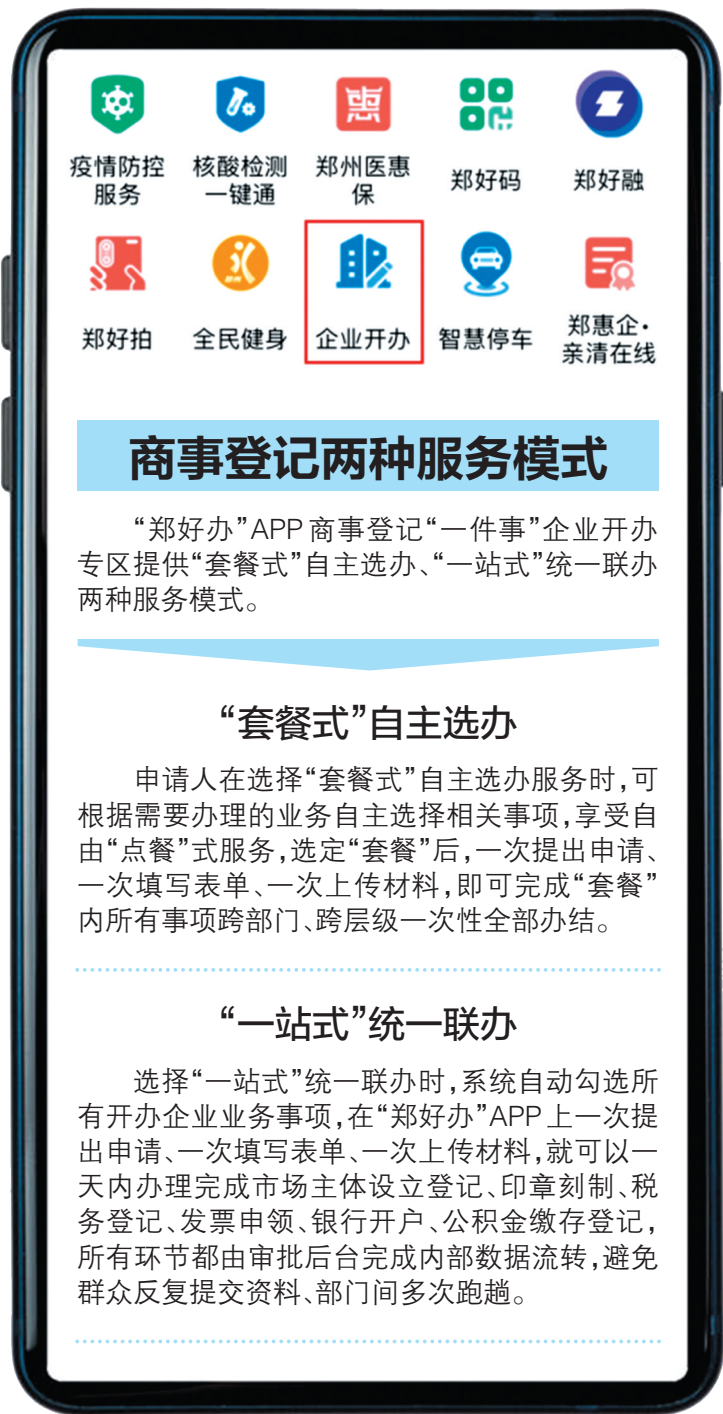 疫情防控
服务
核酸检测
一键通
郑州医惠
保
郑好码
郑好融
郑好拍
全民健身
企业开办
智慧停车
郑惠企·
亲清在线
商事登记两种服务模式
“郑好办”APP商事登记“一件事”企业开办
专区提供“套餐式”自主选办、“一站式”统一联办
两种服务模式。
“套餐式”自主选办
申请人在选择“套餐式”自主选办服务时,可
根据需要办理的业务自主选择相关事项,享受自
由“点餐”式服务,选定“套餐”后,一次提出申请、
一次填写表单、一次上传材料,即可完成“套餐”
内所有事项跨部门、跨层级一次性全部办结。
“一站式”统一联办
选择“一站式”统一联办时,系统自动勾选所
有开办企业业务事项,在“郑好办”APP上一次提
出申请、一次填写表单、一次上传材料,就可以一
天内办理完成市场主体设立登记、印章刻制、税
务登记、发票申领、银行开户、公积金缴存登记,
所有环节都由审批后台完成内部数据流转,避免
群众反复提交资料、部门间多次跑趟。